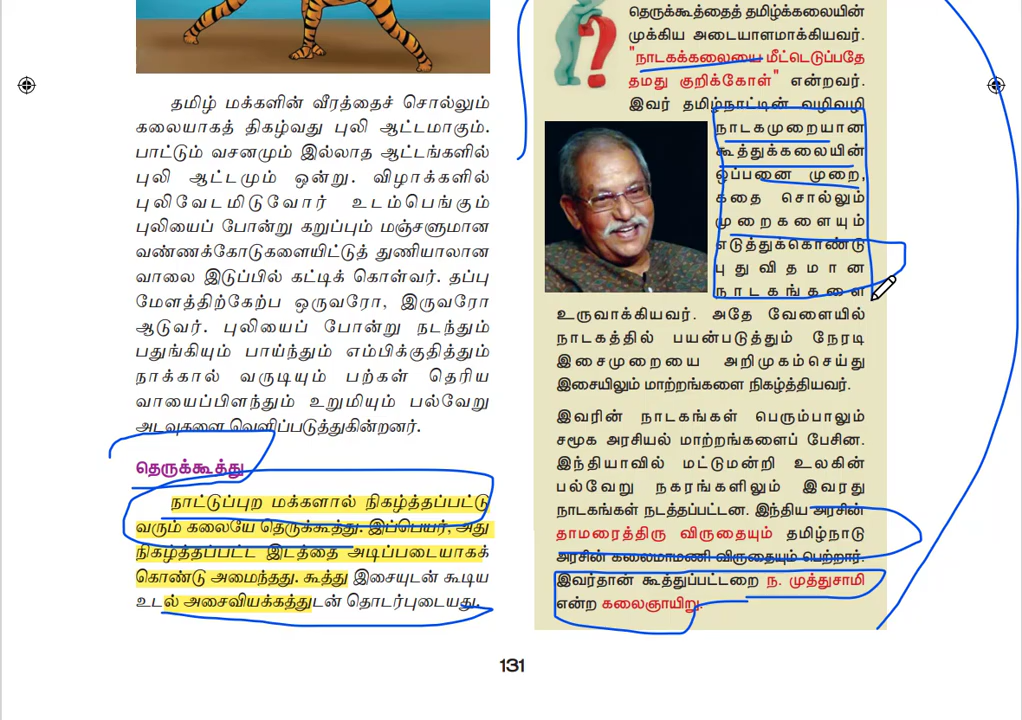 தமிழ் மக்களின் வீரத்தைச் சொல்லும்
கலையாகத் திகழ்வது புலி ஆட்டமாகும்.
பாட்டும் வசனமும் இல்லாத ஆட்டங்களில்
புலி ஆட்டமும் ஒன்று. விழாக்களில்
புலிவேடமிடுவோர் உடம்பெங்கும்
புலியைப் போன்று கறுப்பும் மஞ்சளுமான
வண்ணக்கோடுகளையிட்டுத் துணியாலான
வாலை இடுப்பில் கட்டிக் கொள்வர். தப்பு
மேளத்திற்கேற்ப ஒருவரோ, இருவரோ
ஆடுவர். புலியைப் போன்று நடந்தும்
பதுங்கியும் பாய்ந்தும் எம்பிக்குதித்தும்
நாக்கால் வருடியும் பற்கள் தெரிய
வாயைப்பிளந்தும் உறுமியும் பல்வேறு
அடவுகளை வெளிப்படுத்துகின்றனர்.
தெருக்கூத்து
நாட்டுப்புற மக்களால் நிகழ்த்தப்பட்டு
வரும் கலையே தெருக்கூத்து. இப்பெயர், அது
நிகழ்த்தப்பட்ட இடத்தை அடிப்படையாகக்
கொண்டு அமைந்தது. கூத்து இசையுடன் கூடிய
உடல் அசைவியக்கத்துடன் தொடர்புடையது.
தெருக்கூத்தைத் தமிழ்க்கலையின்
முக்கிய அடையாளமாக்கியவர்.
"நாடகக்கலையை மீட்டெடுப்பதே
தமது குறிக்கோள்" என்றவர்.
இவர் தமிழ்நாட்டின் வழிவழி
நாடகமுறையான
கூத்துக்கலையின்
ஒப்பனை முறை,
கதை சொல்லும்
முறைகளையும்
எடுத்துக்கொண்டு
புதுவிதமான
நாடகங்களை
உருவாக்கியவர். அதே வேளையில்
நாடகத்தில் பயன்படுத்தும் நேரடி
இசைமுறையை அறிமுகம்செய்து
இசையிலும் மாற்றங்களை நிகழ்த்தியவர்.
இவரின் நாடகங்கள் பெரும்பாலும்
சமூக அரசியல் மாற்றங்களைப் பேசின.
இந்தியாவில் மட்டுமன்றி உலகின்
பல்வேறு நகரங்களிலும் இவரது
நாடகங்கள் நடத்தப்பட்டன. இந்திய அரசின்
தாமரைத்திரு விருதையும் தமிழ்நாடு
அரசின் கலைமாமணி விருதையும் பெற்றார்.
இவர்தான் கூத்துப்பட்டறை ந. முத்துசாமி
என்ற கலைஞாயிறு.
131